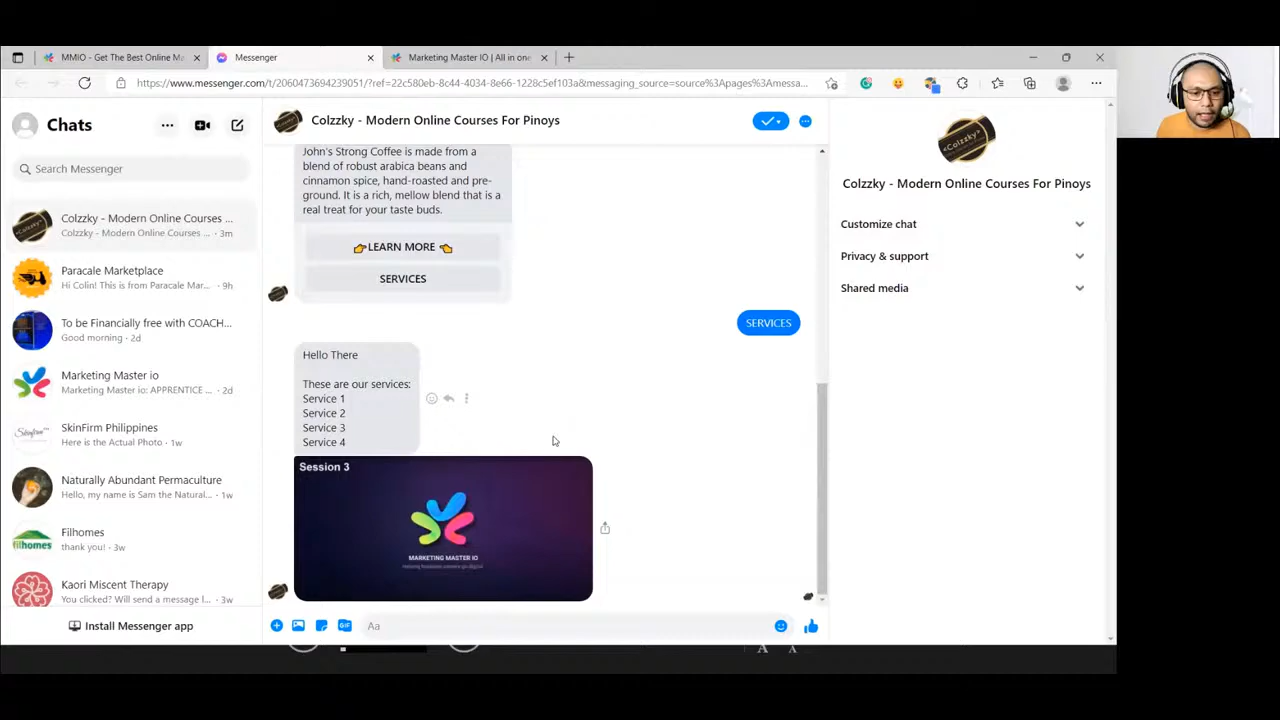 MMiO - Get The Best Online Ma
Messenger
Marketing Master IO | All in one
https://www.messenger.com/t/2060473694239051/?ref=22c580eb-8c44-4034-8e66-1228c5ef103a&messaging_source=source%3Apages%3Amessa...
Chats
Search Messenger
Colzzky - Modern Online Courses ...
Colzzky - Modern Online Courses ... · 3m
Paracale Marketplace
Hi Colin! This is from Paracale Mar... · 9h
To be Financially free with COACH...
Good morning · 2d
Marketing Master io
Marketing Master io: APPRENTICE ... · 2d
SkinFirm Philippines
Here is the Actual Photo · 1w
Naturally Abundant Permaculture
Hello, my name is Sam the Natural... · 1w
Filhomes
thank you! · 3w
Kaori Miscent Therapy
You clicked? Will send a message l... · 3w
Install Messenger app
Colzzky - Modern Online Courses For Pinoys
John's Strong Coffee is made from a
blend of robust arabica beans and
cinnamon spice, hand-roasted and pre-
ground. It is a rich, mellow blend that is a
real treat for your taste buds.
👉LEARN MORE 👈
SERVICES
SERVICES
Hello There
These are our services:
Service 1
Service 2
Service 3
Service 4
Session 3
MARKETING MASTER IO
GIF
Aa
<Colzzky>
Colzzky - Modern Online Courses For Pinoys
Customize chat
Privacy & support
Shared media